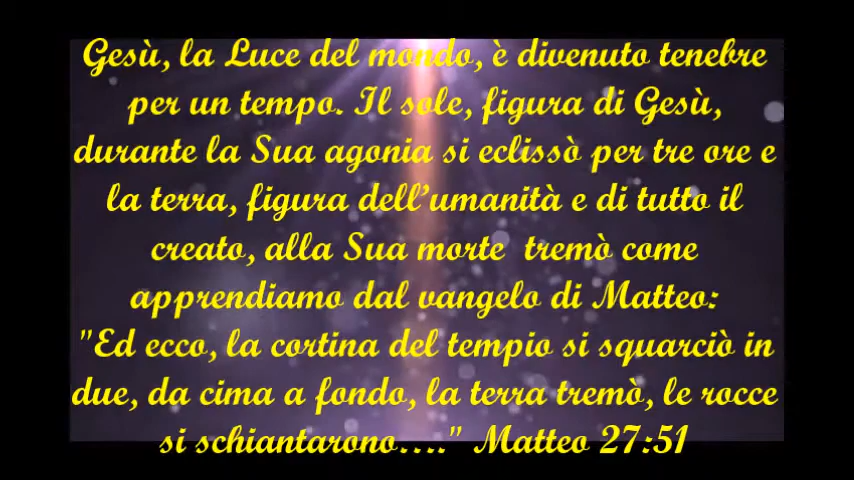 Gesù, la Luce del mondo, è divenuto tenebre
per un tempo. Il sole, figura di Gesù,
durante la Sua agonia si eclissò per tre ore e
la terra, figura dell'umanità e di tutto il
creato, alla Sua morte tremò come
apprendiamo dal vangelo di Matteo:
"Ed ecco, la cortina del tempio si squarciò in
due, da cima a fondo, la terra tremò, le rocce
si schiantarono...." Matteo 27:51